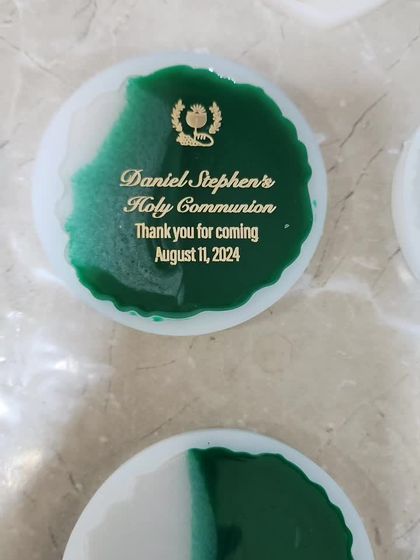 Daniel Stephen's
Holy Communion
Thank you for coming
August 11, 2024